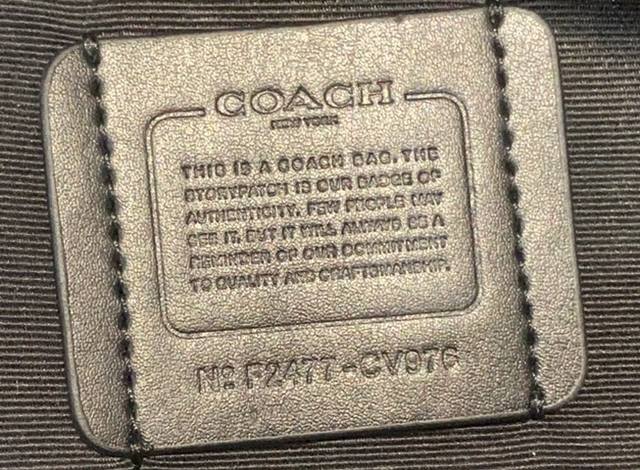 COACH
NEW YORK
THIS IS A COACH BAG. THE
STORYPATCH IS OUR BADGE OF
AUTHENTICITY. FEW PEOPLE MAY
SEE IT. BUT IT WILL ALWAYS BE A
REMINDER OF OUR COMMITMENT
TO QUALITY AND CRAFTSMANSHIP.
Nº F2477-CV976